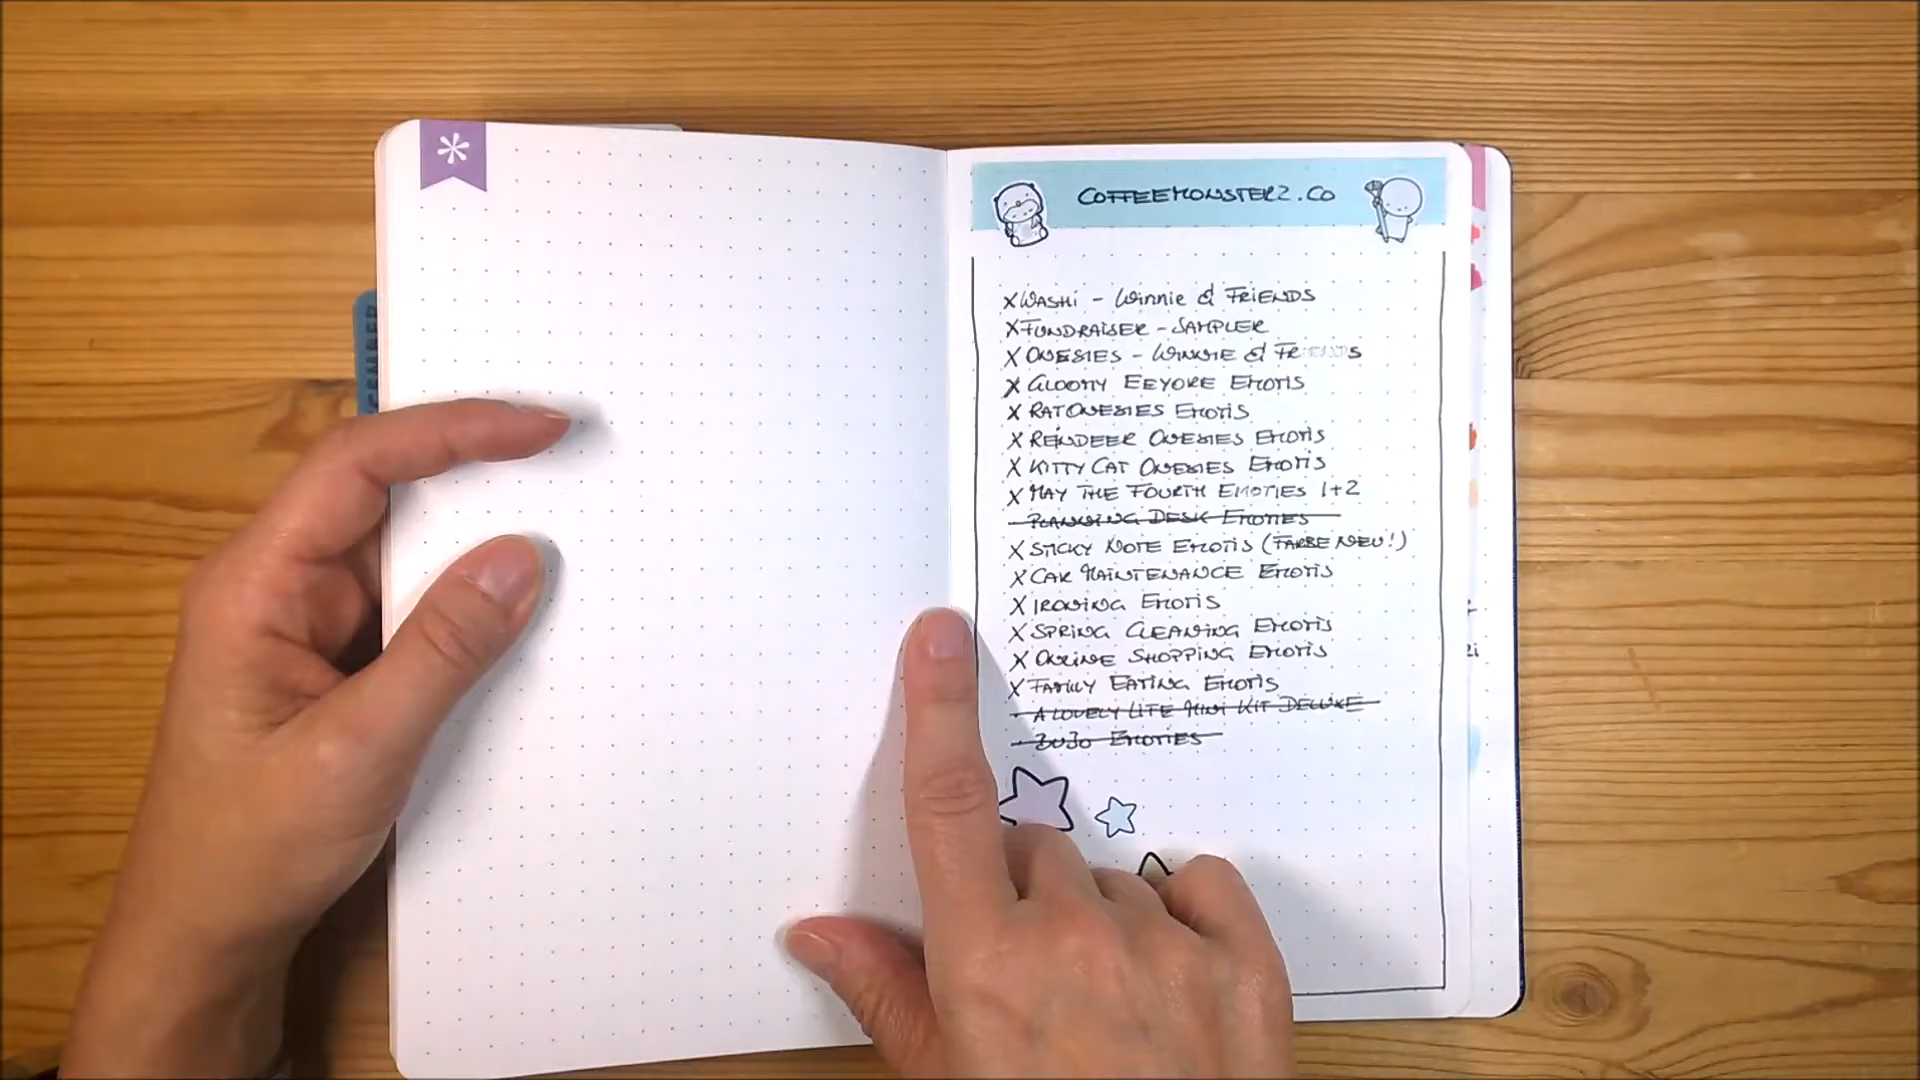 COFFEEMONSTERZ.CO
X WASHI - WINNIE & FRIENDS
X FUNDRAISER - SAMPLER
X ONESIES - WINNIE & FRIENDS
X GLOOMY EEYORE EMOTIS
X RAT ONESIES EMOTIS
X REINDEER ONESIES EMOTIS
X KITTY CAT ONESIES EMOTIS
X MAY THE FOURTH EMOTIES 1+2
- PLANNING DESK EMOTIES
X STICKY NOTE EMOTIS (FARBE NEU!)
X CAR MAINTENANCE EMOTIS
X IRONING EMOTIS
X SPRING CLEANING EMOTIS
X ONLINE SHOPPING EMOTIS
X FAMILY EATING EMOTIS
- A LOVELY LITE MINI KIT DELUXE
- BUJO EMOTIES